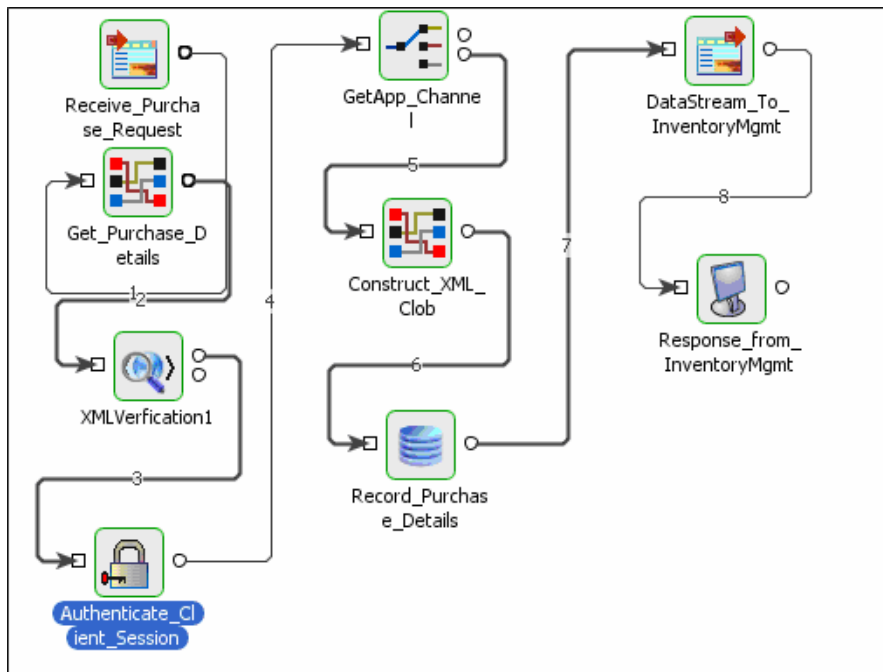 Receive_Purcha
se_Request
Get_Purchase_D
etails
1
2
XMLVerfication1
3
Authenticate_Cl
ient_Session
4
GetApp_Channe
l
5
Construct_XML_
Clob
6
Record_Purchas
e_Details
7
DataStream_To_
InventoryMgmt
8
Response_from_
InventoryMgmt